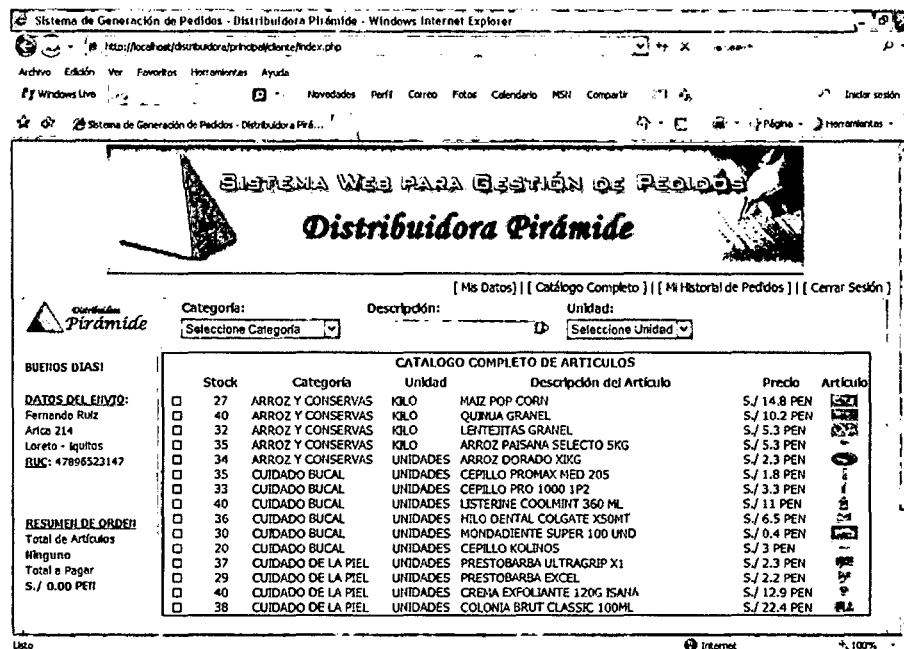 Sistema de Generación de Pedidos - Distribuidora Pirámide - Windows Internet Explorer
http://localhost/distribuidora/principal/cliente/index.php
Archivo Edición Ver Favoritos Herramientas Ayuda
Windows Live Novedades Perfil Correo Fotos Calendario MSN Compartir Iniciar sesión
Sistema de Generación de Pedidos - Distribuidora Pirá... Página Herramientas
SISTEMA WEB PARA GESTIÓN DE PEDIDOS
Distribuidora Pirámide
[ Mis Datos] | [ Catálogo Completo ] | [ Mi Historial de Pedidos ] | [ Cerrar Sesión ]
Distribuidora
Pirámide
Categoría: Descripción: Unidad:
Seleccione Categoría Seleccione Unidad
BUENOS DIAS!
DATOS DEL ENVIO:
Fernando Ruiz
Arica 214
Loreto - Iquitos
RUC: 47896523147
RESUMEN DE ORDEN
Total de Artículos
Ninguno
Total a Pagar
S./ 0.00 PEN
CATALOGO COMPLETO DE ARTICULOS
Stock Categoría Unidad Descripción del Artículo Precio Artículo
27 ARROZ Y CONSERVAS KILO MAIZ POP CORN S./ 14.8 PEN
40 ARROZ Y CONSERVAS KILO QUINUA GRANEL S./ 10.2 PEN
32 ARROZ Y CONSERVAS KILO LENTEJITAS GRANEL S./ 5.3 PEN
35 ARROZ Y CONSERVAS KILO ARROZ PAISANA SELECTO 5KG S./ 5.3 PEN
34 ARROZ Y CONSERVAS UNIDADES ARROZ DORADO X1KG S./ 2.3 PEN
35 CUIDADO BUCAL UNIDADES CEPILLO PROMAX MED 205 S./ 1.8 PEN
33 CUIDADO BUCAL UNIDADES CEPILLO PRO 1000 1P2 S./ 3.3 PEN
40 CUIDADO BUCAL UNIDADES LISTERINE COOLMINT 360 ML S./ 11 PEN
36 CUIDADO BUCAL UNIDADES HILO DENTAL COLGATE X50MT S./ 6.5 PEN
30 CUIDADO BUCAL UNIDADES MONDADIENTE SUPER 100 UND S./ 0.4 PEN
20 CUIDADO BUCAL UNIDADES CEPILLO KOLINOS S./ 3 PEN
37 CUIDADO DE LA PIEL UNIDADES PRESTOBARBA ULTRAGRIP X1 S./ 2.3 PEN
29 CUIDADO DE LA PIEL UNIDADES PRESTOBARBA EXCEL S./ 2.2 PEN
40 CUIDADO DE LA PIEL UNIDADES CREMA EXFOLIANTE 120G ISANA S./ 12.9 PEN
38 CUIDADO DE LA PIEL UNIDADES COLONIA BRUT CLASSIC 100ML S./ 22.4 PEN
Listo Internet 100%